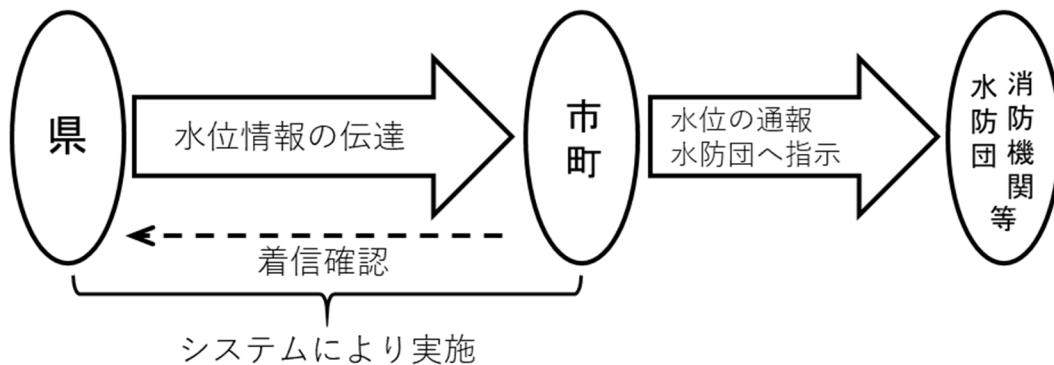 県
水位情報の伝達
市町
水位の通報
水防団へ指示
消防機関等
水防団
着信確認
システムにより実施